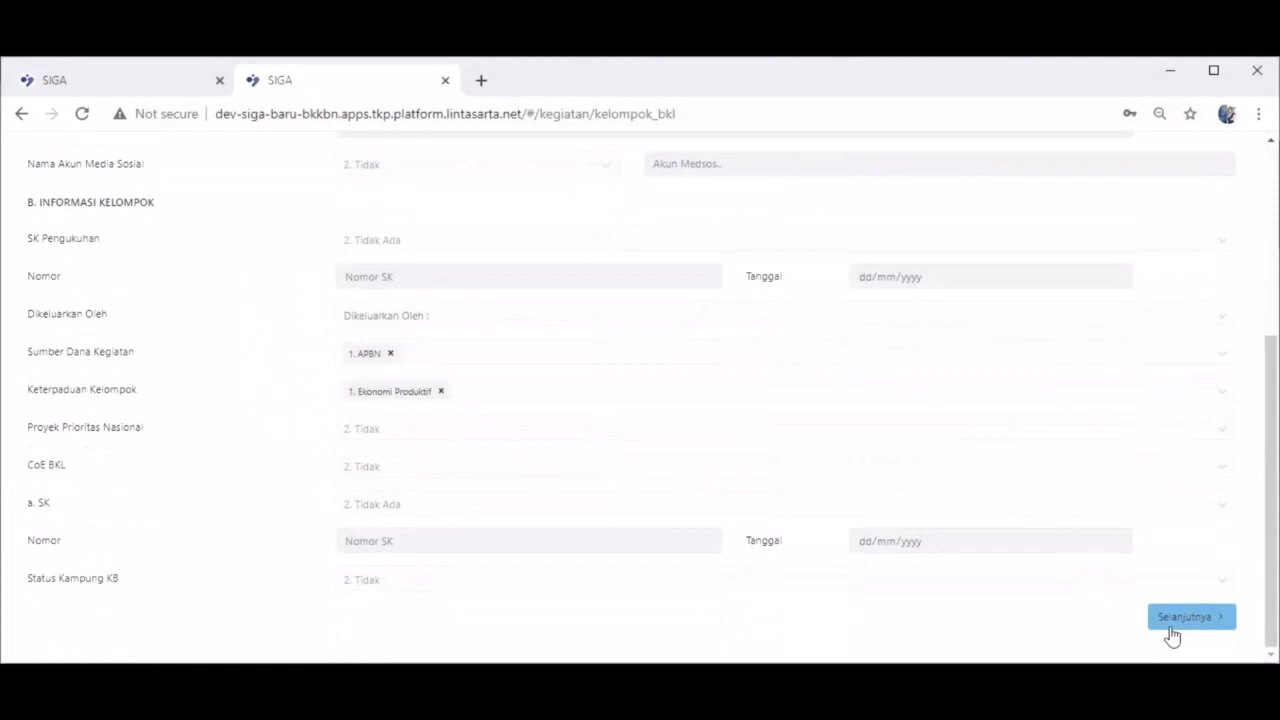 SIGA
SIGA
Not secure dev-siga-baru-bkkbn.apps.tkp.platform.lintasarta.net/#/kegiatan/kelompok_bkl
Nama Akun Media Sosial 2. Tidak Akun Medsos..
B. INFORMASI KELOMPOK
SK Pengukuhan 2. Tidak Ada
Nomor Nomor SK Tanggal dd/mm/yyyy
Dikeluarkan Oleh Dikeluarkan Oleh :
Sumber Dana Kegiatan 1. APBN ×
Keterpaduan Kelompok 1. Ekonomi Produktif ×
Proyek Prioritas Nasional 2. Tidak
CoE BKL 2. Tidak
a. SK 2. Tidak Ada
Nomor Nomor SK Tanggal dd/mm/yyyy
Status Kampung KB 2. Tidak
Selanjutnya >